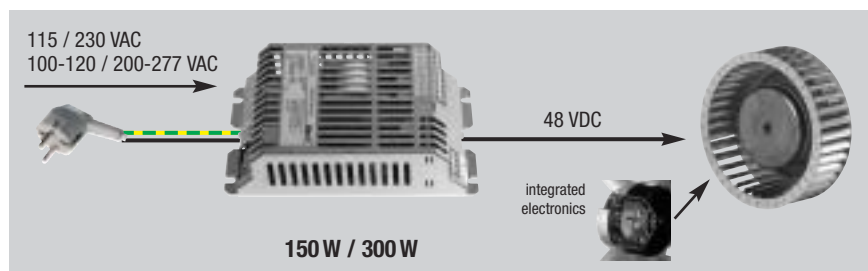 115 / 230 VAC
100-120 / 200-277 VAC
48 VDC
integrated
electronics
150 W / 300 W